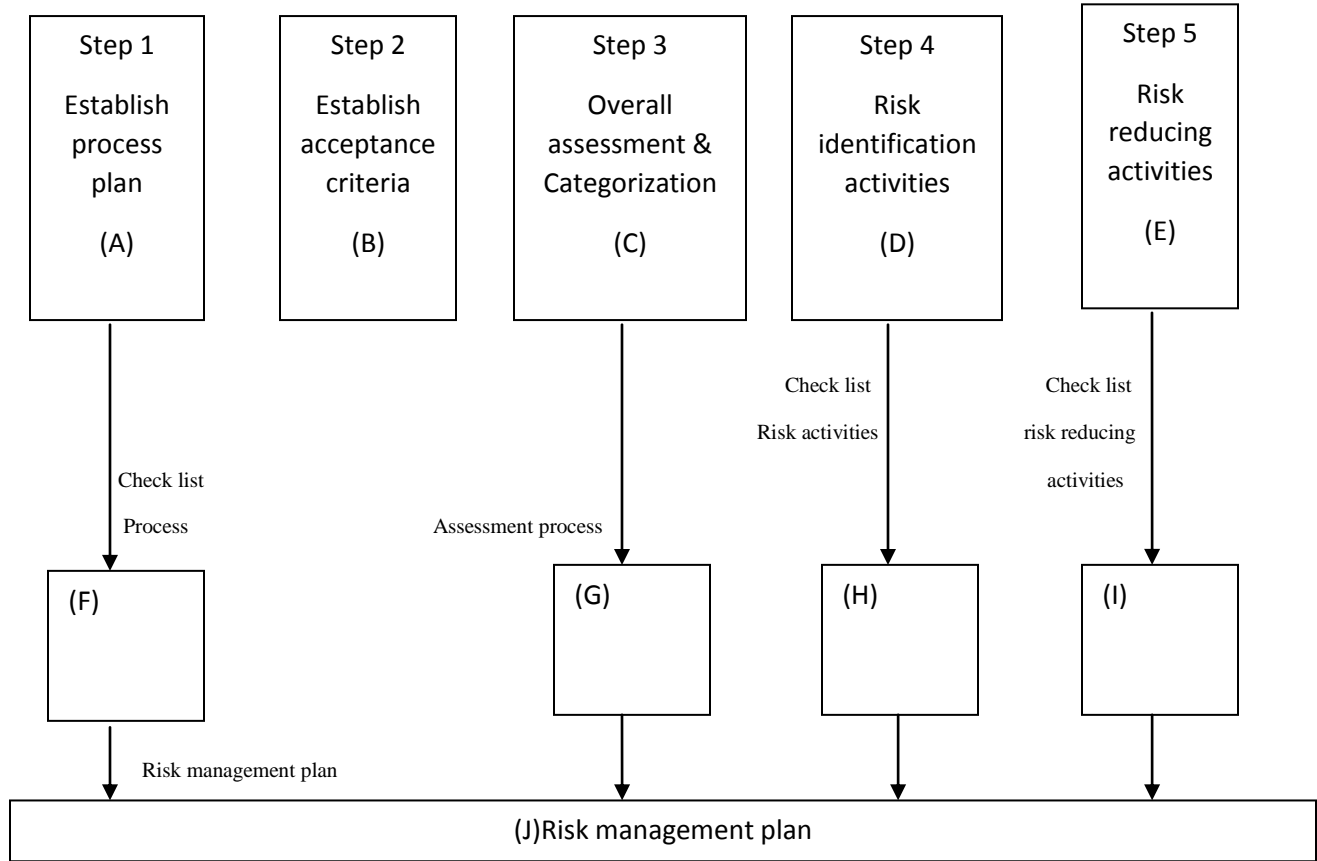 Step 1
Establish
process
plan
(A)
Step 2
Establish
acceptance
criteria
(B)
Step 3
Overall
assessment &
Categorization
(C)
Step 4
Risk
identification
activities
(D)
Step 5
Risk
reducing
activities
(E)
Check list
Process
Assessment process
Check list
Risk activities
Check list
risk reducing
activities
(F)
(G)
(H)
(I)
Risk management plan
(J)Risk management plan